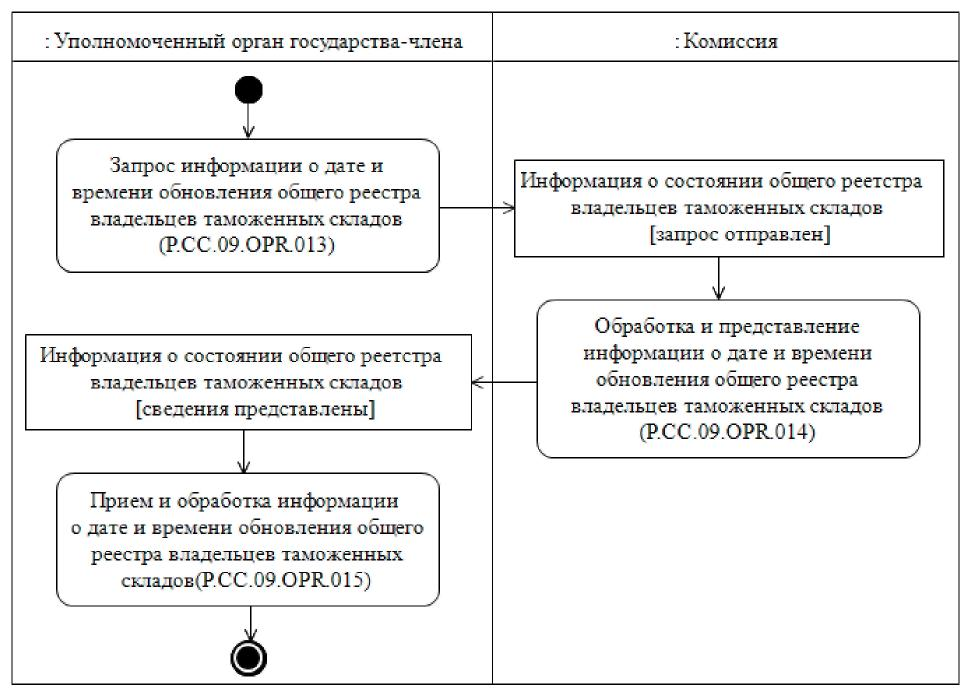 : Уполномоченный орган государства-члена
: Комиссия
Запрос информации о дате и
времени обновления общего реестра
владельцев таможенных складов
(P.CC.09.OPR.013)
Информация о состоянии общего реетстра
владельцев таможенных складов
[запрос отправлен]
Обработка и представление
информации о дате и времени
обновления общего реестра
владельцев таможенных складов
(P.CC.09.OPR.014)
Информация о состоянии общего реетстра
владельцев таможенных складов
[сведения представлены]
Прием и обработка информации
о дате и времени обновления общего
реестра владельцев таможенных
складов(P.CC.09.OPR.015)